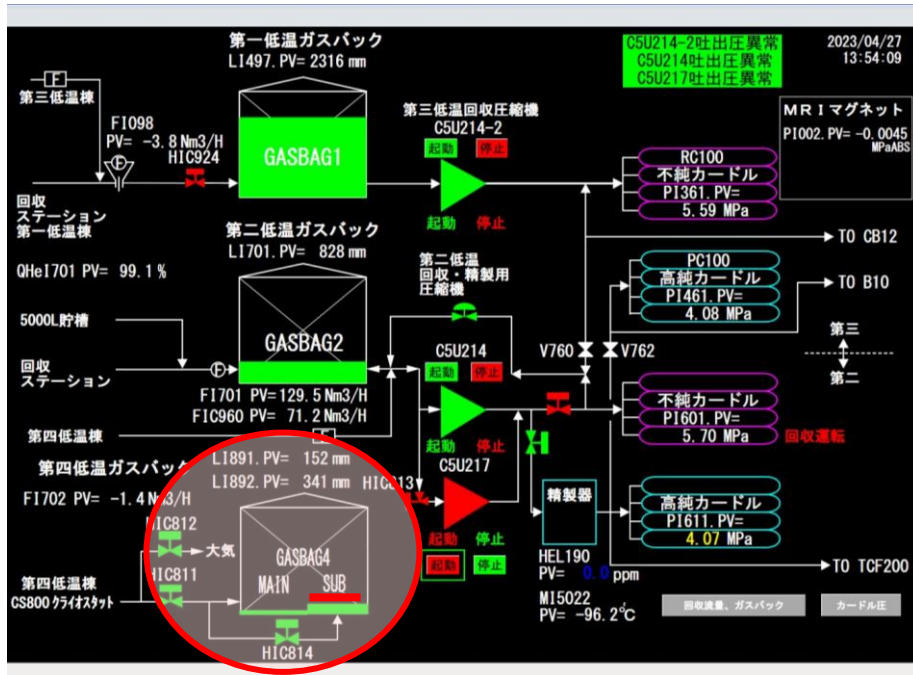 第一低温ガスバック
LI497.PV= 2316 mm
C5U214-2吐出圧異常
C5U214吐出圧異常
C5U217吐出圧異常
2023/04/27
13:54:09
F
第三低温棟
FI098
PV= -3.8 Nm3/H
HIC924
F
GASBAG1
第三低温回収圧縮機
C5U214-2
起動 停止
起動 停止
MRIマグネット
PI002.PV= -0.0045
MPaABS
RC100
不純カードル
PI361.PV=
5.59 MPa
回収
ステーション
第一低温棟
第二低温ガスバック
LI701.PV= 828 mm
TO CB12
QHeI701 PV= 99.1 %
第二低温
回収・精製用
圧縮機
PC100
高純カードル
PI461.PV=
4.08 MPa
TO B10
5000L貯槽
GASBAG2
C5U214
V760
V762
第三
第二
回収
ステーション
F
起動 停止
FI701 PV=129.5 Nm3/H
FIC960 PV= 71.2 Nm3/H
不純カードル
PI601.PV=
5.70 MPa
回収運転
第四低温棟
F
起動 停止
C5U217
第四低温ガスバック
LI891.PV= 152 mm
LI892.PV= 341 mm
HIC813
FI702 PV= -1.4 Nm3/H
精製器
高純カードル
PI611.PV=
4.07 MPa
HIC812
大気
起動 停止
起動 停止
GASBAG4
MAIN SUB
HIC811
第四低温棟
CS800 クライオスタット
HIC814
HEL190
PV= 0.0 ppm
MI5022
PV= -96.2℃
TO TCF200
回収流量、ガスバック
カードル圧